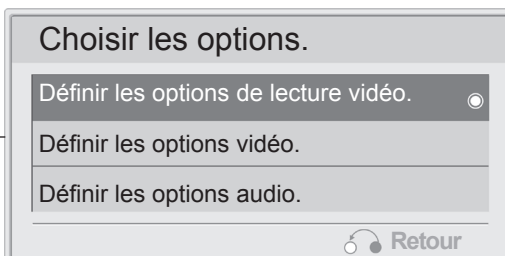 Choisir les options.
Définir les options de lecture vidéo.
Définir les options vidéo.
Définir les options audio.
Retour